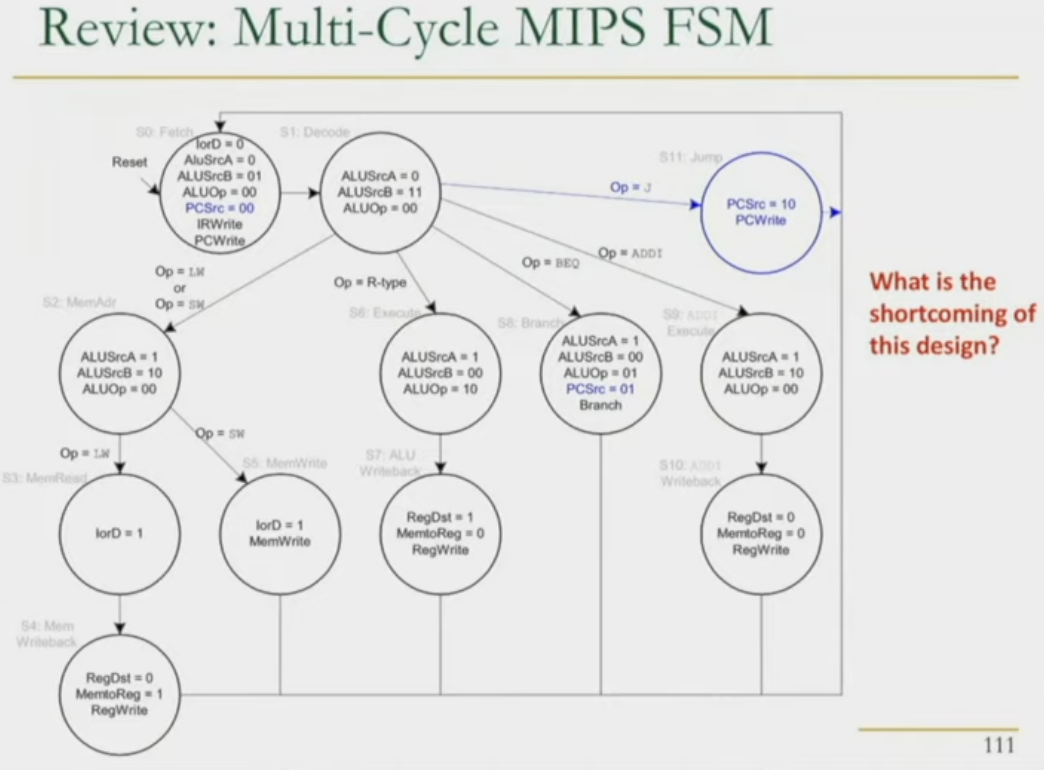 Review: Multi-Cycle MIPS FSM
S0: Fetch
S1: Decode
S11: Jump
Reset
IorD = 0
AluSrcA = 0
ALUSrcB = 01
ALUOp = 00
PCSrc = 00
IRWrite
PCWrite
ALUSrcA = 0
ALUSrcB = 11
ALUOp = 00
Op = J
PCSrc = 10
PCWrite
Op = LW
or
Op = SW
Op = R-type
Op = BEQ
Op = ADDI
What is the
shortcoming of
this design?
S2: MemAdr
S6: Execute
S8: Branch
S9: ADDI
Execute
ALUSrcA = 1
ALUSrcB = 10
ALUOp = 00
ALUSrcA = 1
ALUSrcB = 00
ALUOp = 10
ALUSrcA = 1
ALUSrcB = 00
ALUOp = 01
PCSrc = 01
Branch
ALUSrcA = 1
ALUSrcB = 10
ALUOp = 00
Op = LW
Op = SW
S3: MemRead
S5: MemWrite
S7: ALU
Writeback
S10: ADDI
Writeback
IorD = 1
IorD = 1
MemWrite
RegDst = 1
MemtoReg = 0
RegWrite
RegDst = 0
MemtoReg = 0
RegWrite
S4: Mem
Writeback
RegDst = 0
MemtoReg = 1
RegWrite
111